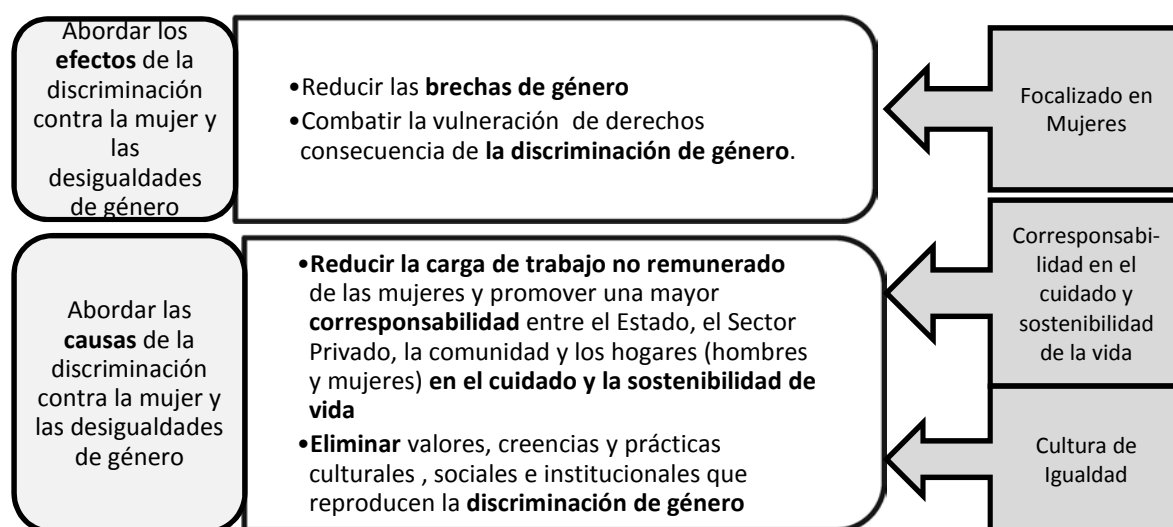 Abordar los
efectos de la
discriminación
contra la mujer y
las
desigualdades
de género
•Reducir las brechas de género
•Combatir la vulneración de derechos
consecuencia de la discriminación de género.
Focalizado en
Mujeres
Abordar las
causas de la
discriminación
contra la mujer y
las desigualdades
de género
•Reducir la carga de trabajo no remunerado
de las mujeres y promover una mayor
corresponsabilidad entre el Estado, el Sector
Privado, la comunidad y los hogares (hombres
y mujeres) en el cuidado y la sostenibilidad de
vida
•Eliminar valores, creencias y prácticas
culturales , sociales e institucionales que
reproducen la discriminación de género
Corresponsabi-
lidad en el
cuidado y
sostenibilidad
de la vida
Cultura de
Igualdad